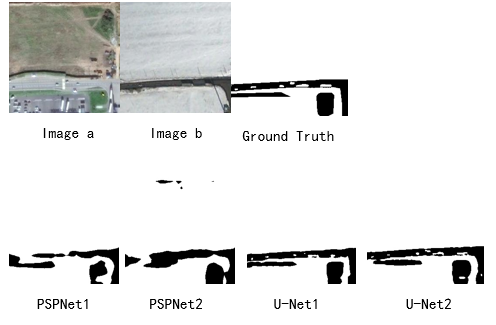 Image a
Image b
Ground Truth
PSPNet1
PSPNet2
U-Net1
U-Net2